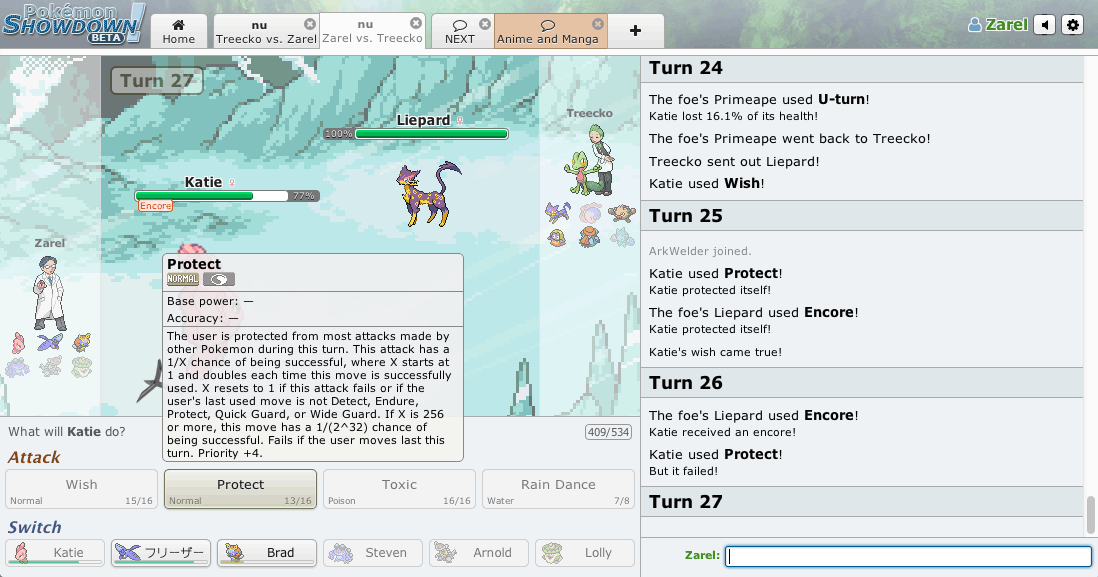 Pokémon
SHOWDOWN!
BETA
Home
nu
Treecko vs. Zarel
nu
Zarel vs. Treecko
NEXT
Anime and Manga
+
Zarel
Turn 27
Liepard ♀
100%
Katie ♀
77%
Encore
Treecko
Zarel
Protect
NORMAL
Base power: —
Accuracy: —
The user is protected from most attacks made by
other Pokemon during this turn. This attack has a
1/X chance of being successful, where X starts at
1 and doubles each time this move is successfully
used. X resets to 1 if this attack fails or if the
user's last used move is not Detect, Endure,
Protect, Quick Guard, or Wide Guard. If X is 256
or more, this move has a 1/(2^32) chance of
being successful. Fails if the user moves last this
turn. Priority +4.
What will Katie do?
409/534
Attack
Wish
Normal 15/16
Protect
Normal 13/16
Toxic
Poison 16/16
Rain Dance
Water 7/8
Switch
Katie
フリーザー
Brad
Steven
Arnold
Lolly
Turn 24
The foe's Primeape used U-turn!
Katie lost 16.1% of its health!
The foe's Primeape went back to Treecko!
Treecko sent out Liepard!
Katie used Wish!
Turn 25
ArkWelder joined.
Katie used Protect!
Katie protected itself!
The foe's Liepard used Encore!
Katie protected itself!
Katie's wish came true!
Turn 26
The foe's Liepard used Encore!
Katie received an encore!
Katie used Protect!
But it failed!
Turn 27
Zarel: